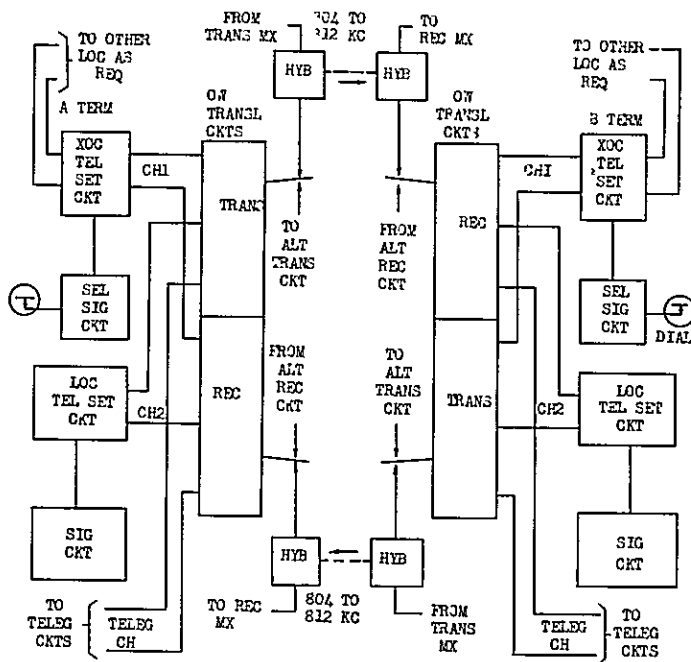 FROM
TRANS MX
804 TO
812 KC
TO
REC MX
HYB
HYB
TO OTHER
LOC AS
REQ
A TERM
OW
TRANSL
CKTS
OW
TRANSL
CKTS
TO OTHER
LOC AS
REQ
B TERM
XOC
TEL
SET
CKT
CH1
TRANS
TO
ALT
TRANS
CKT
FROM
ALT
REC
CKT
REC
CH1
XOC
TEL
SET
CKT
SEL
SIG
CKT
SEL
SIG
CKT
DIAL
LOC
TEL SET
CKT
CH2
REC
FROM
ALT
REC
CKT
TO
ALT
TRANS
CKT
TRANS
CH2
LOC
TEL SET
CKT
SIG
CKT
SIG
CKT
HYB
HYB
TO REC
MX
804 TO
812 KC
FROM
TRANS
MX
TO
TELEG
CKTS
TELEG
CH
TELEG
CH
TO
TELEG
CKTS